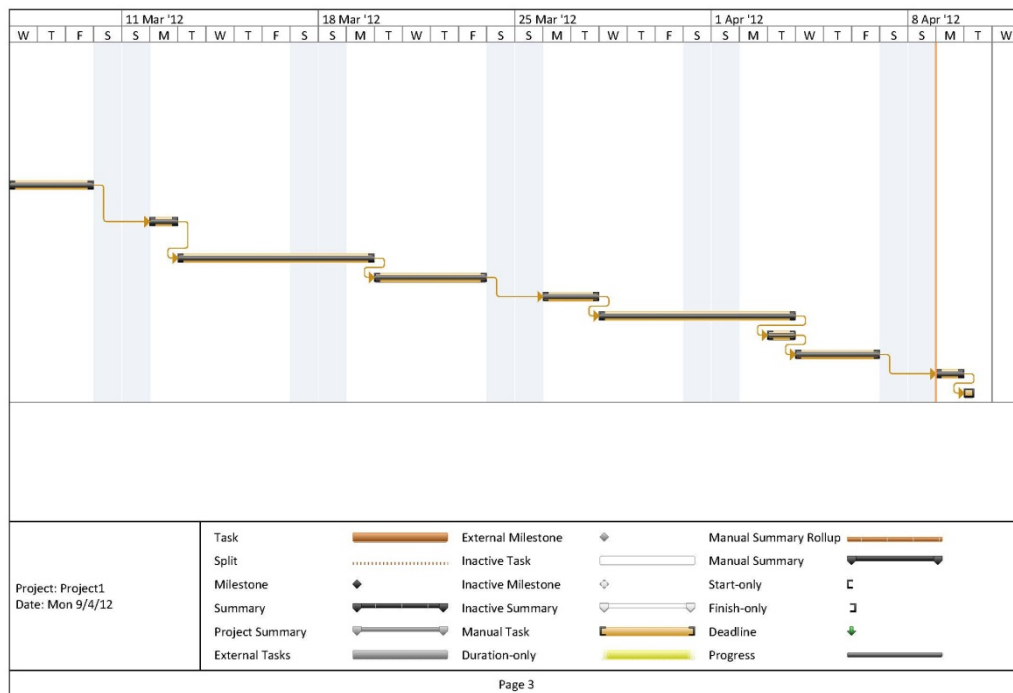 11 Mar '12 18 Mar '12 25 Mar '12 1 Apr '12 8 Apr '12
W T F S S M T W T F S S M T W T F S S M T W T F S S M T W T F S S M T W
Task External Milestone Manual Summary Rollup
Split Inactive Task Manual Summary
Project: Project1
Milestone Inactive Milestone Start-only
Date: Mon 9/4/12
Summary Inactive Summary Finish-only
Project Summary Manual Task Deadline
External Tasks Duration-only Progress
Page 3